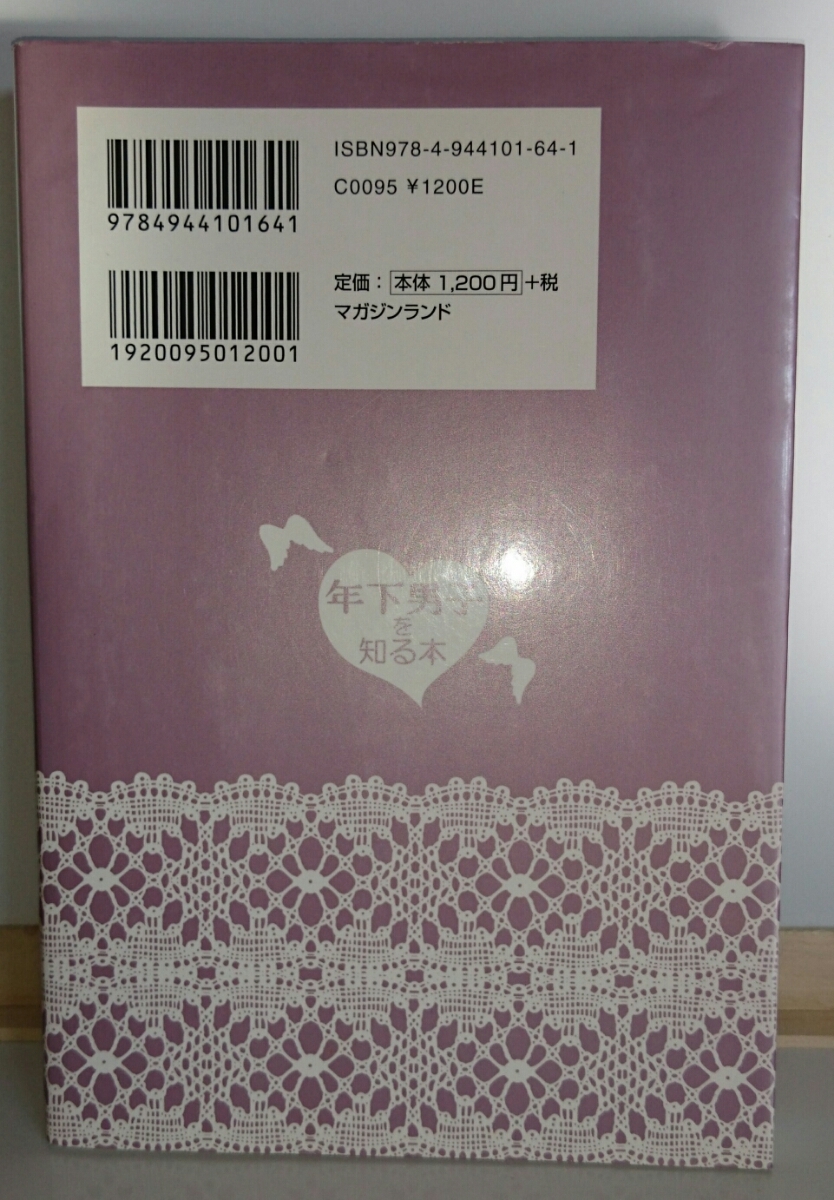 ISBN978-4-944101-64-1
C0095 ¥1200E
9784944101641
定価：本体 1,200円+税
マガジンランド
1920095012001
年下男子
を
知る本